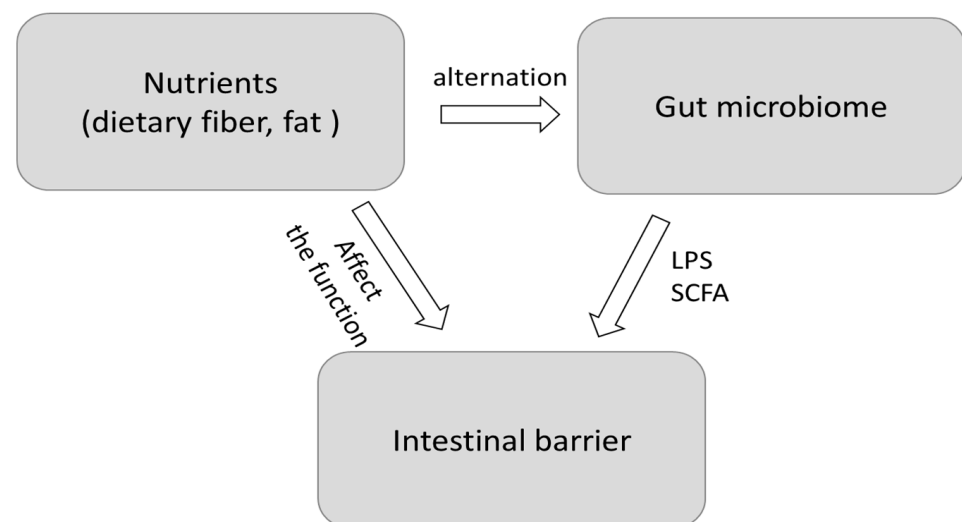 Nutrients
(dietary fiber, fat )
alternation
Gut microbiome
Affect
the function
LPS
SCFA
Intestinal barrier